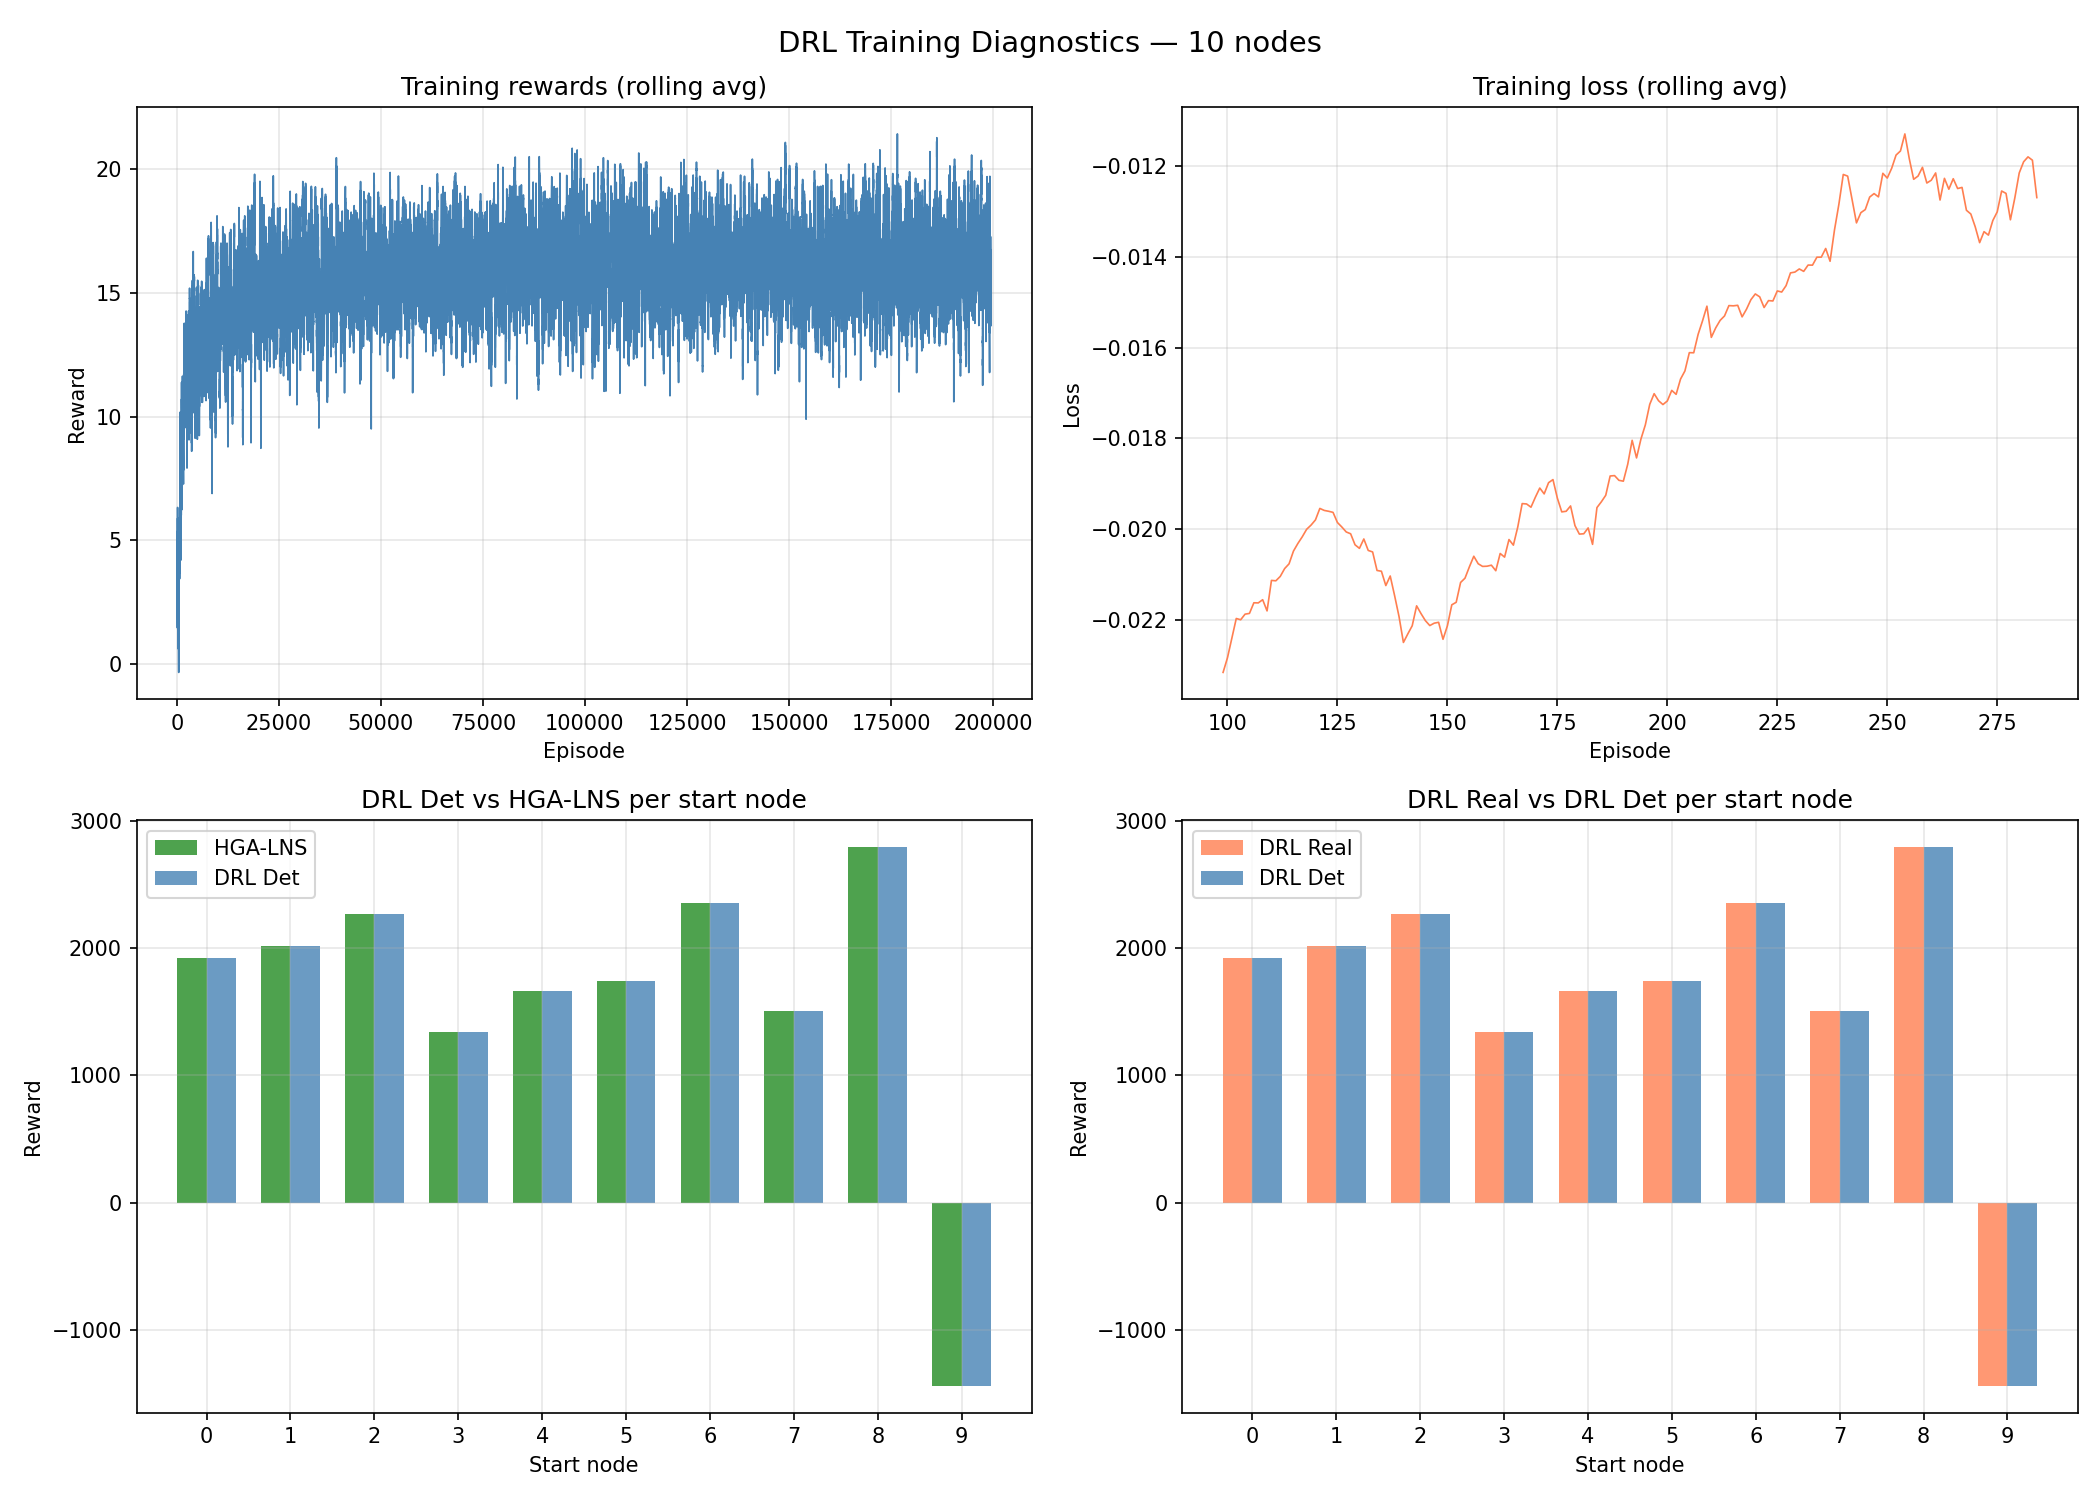 DRL Training Diagnostics — 10 nodes
Training rewards (rolling avg)
Reward
20
15
10
5
0
0 25000 50000 75000 100000 125000 150000 175000 200000
Episode
Training loss (rolling avg)
Loss
−0.012
−0.014
−0.016
−0.018
−0.020
−0.022
100 125 150 175 200 225 250 275
Episode
DRL Det vs HGA-LNS per start node
HGA-LNS
DRL Det
Reward
3000
2000
1000
0
−1000
0 1 2 3 4 5 6 7 8 9
Start node
DRL Real vs DRL Det per start node
DRL Real
DRL Det
Reward
3000
2000
1000
0
−1000
0 1 2 3 4 5 6 7 8 9
Start node